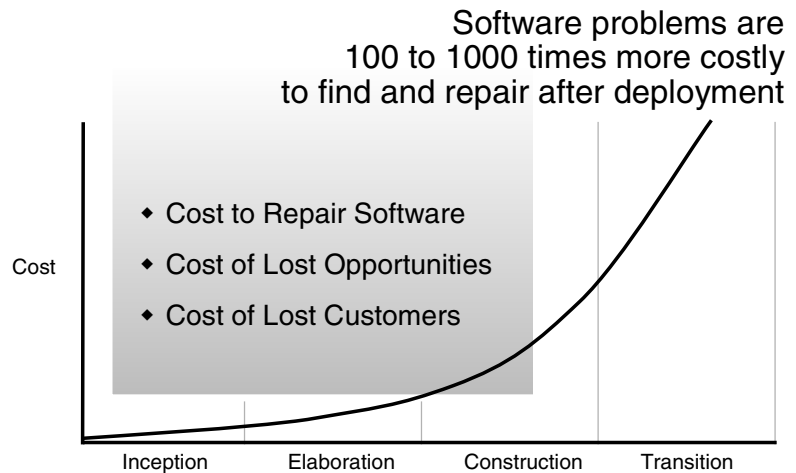 Software problems are
100 to 1000 times more costly
to find and repair after deployment
◆ Cost to Repair Software
◆ Cost of Lost Opportunities
◆ Cost of Lost Customers
Cost
Inception Elaboration Construction Transition